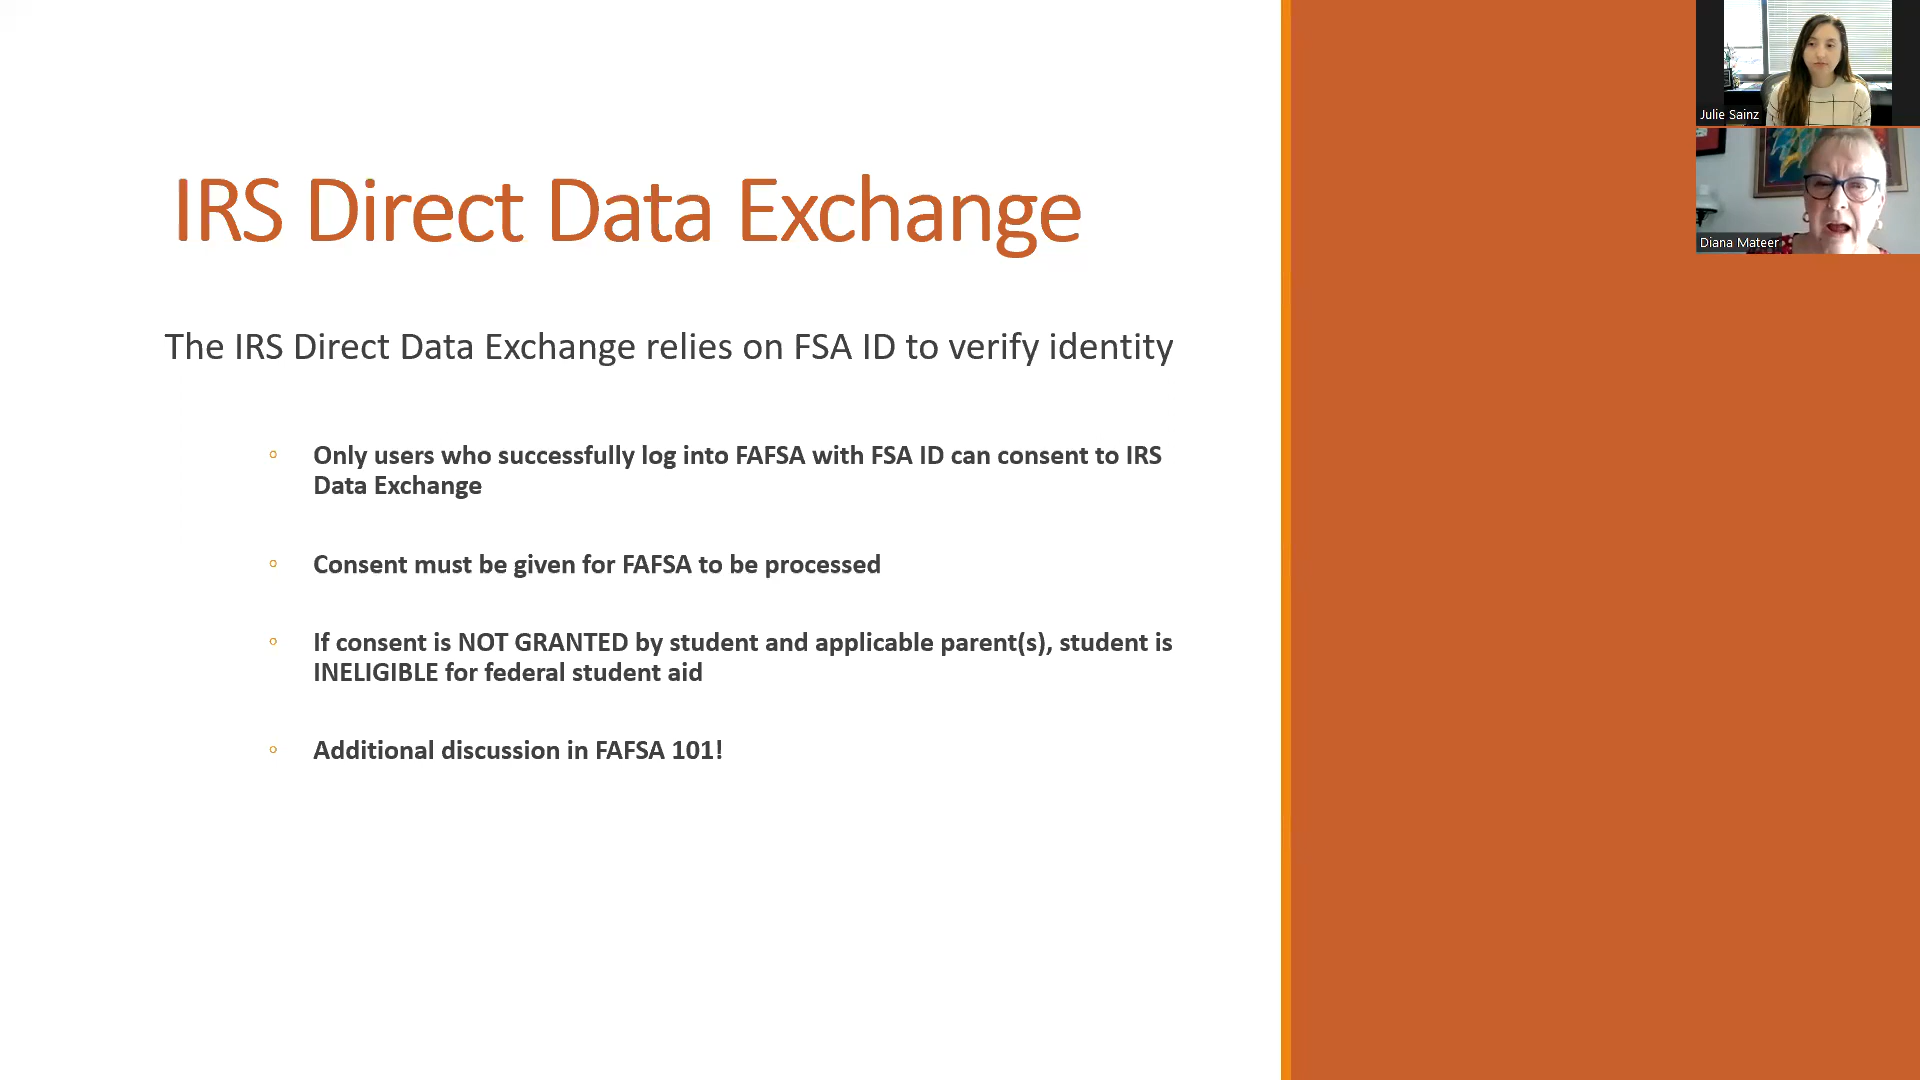 IRS Direct Data Exchange
The IRS Direct Data Exchange relies on FSA ID to verify identity
Only users who successfully log into FAFSA with FSA ID can consent to IRS
Data Exchange
Consent must be given for FAFSA to be processed
If consent is NOT GRANTED by student and applicable parent(s), student is
INELIGIBLE for federal student aid
Additional discussion in FAFSA 101!
Julie Sainz
Diana Mateer